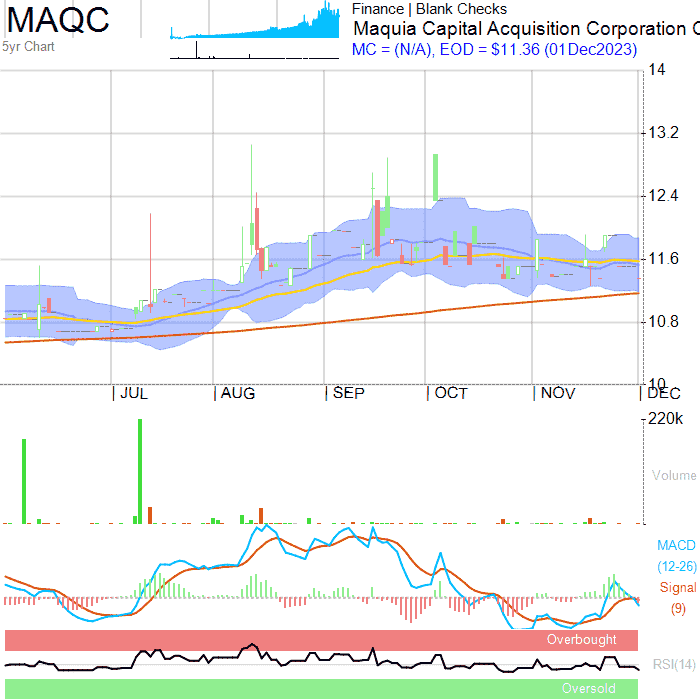 MAQC
5yr Chart
Finance | Blank Checks
Maquia Capital Acquisition Corporation C
MC = (N/A), EOD = $11.36 (01Dec2023)
14
13.2
12.4
11.6
10.8
10
JUL AUG SEP OCT NOV DEC
220k
Volume
MACD
(12-26)
Signal
(9)
Overbought
RSI(14)
Oversold